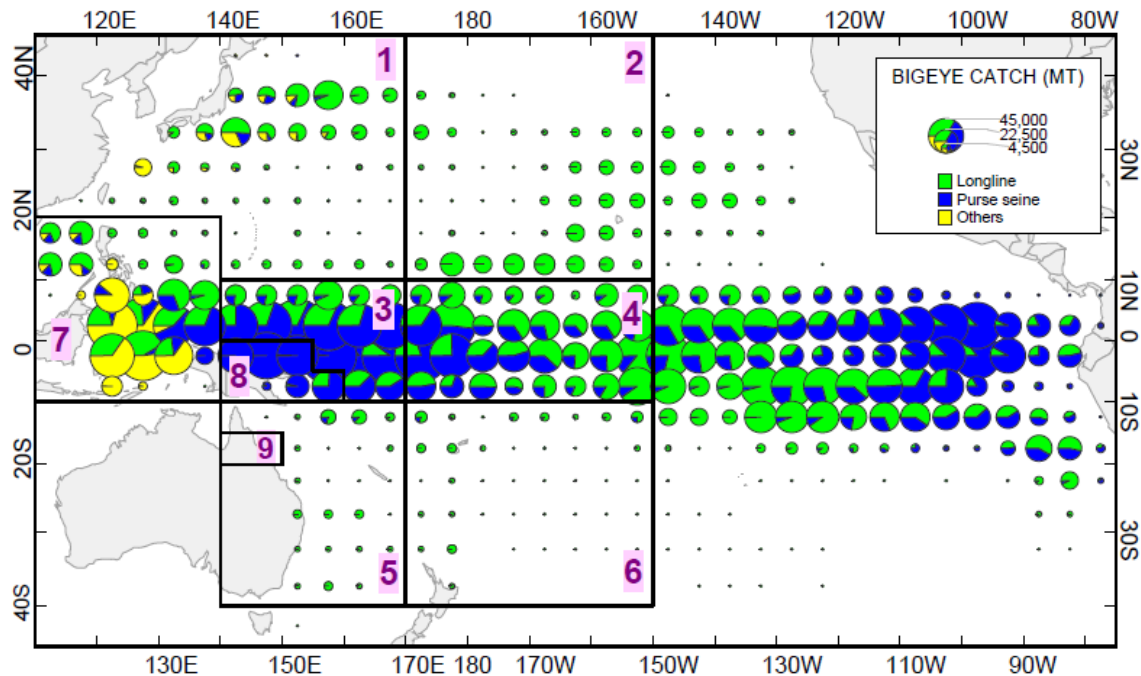 120E 140E 160E 180 160W 140W 120W 100W 80W
40N
20N
0
20S
40S
30N
10N
0
10S
30S
1
2
3
4
5
6
7
8
9
BIGEYE CATCH (MT)
45,000
22,500
4,500
Longline
Purse seine
Others
130E 150E 170E 180 170W 150W 130W 110W 90W